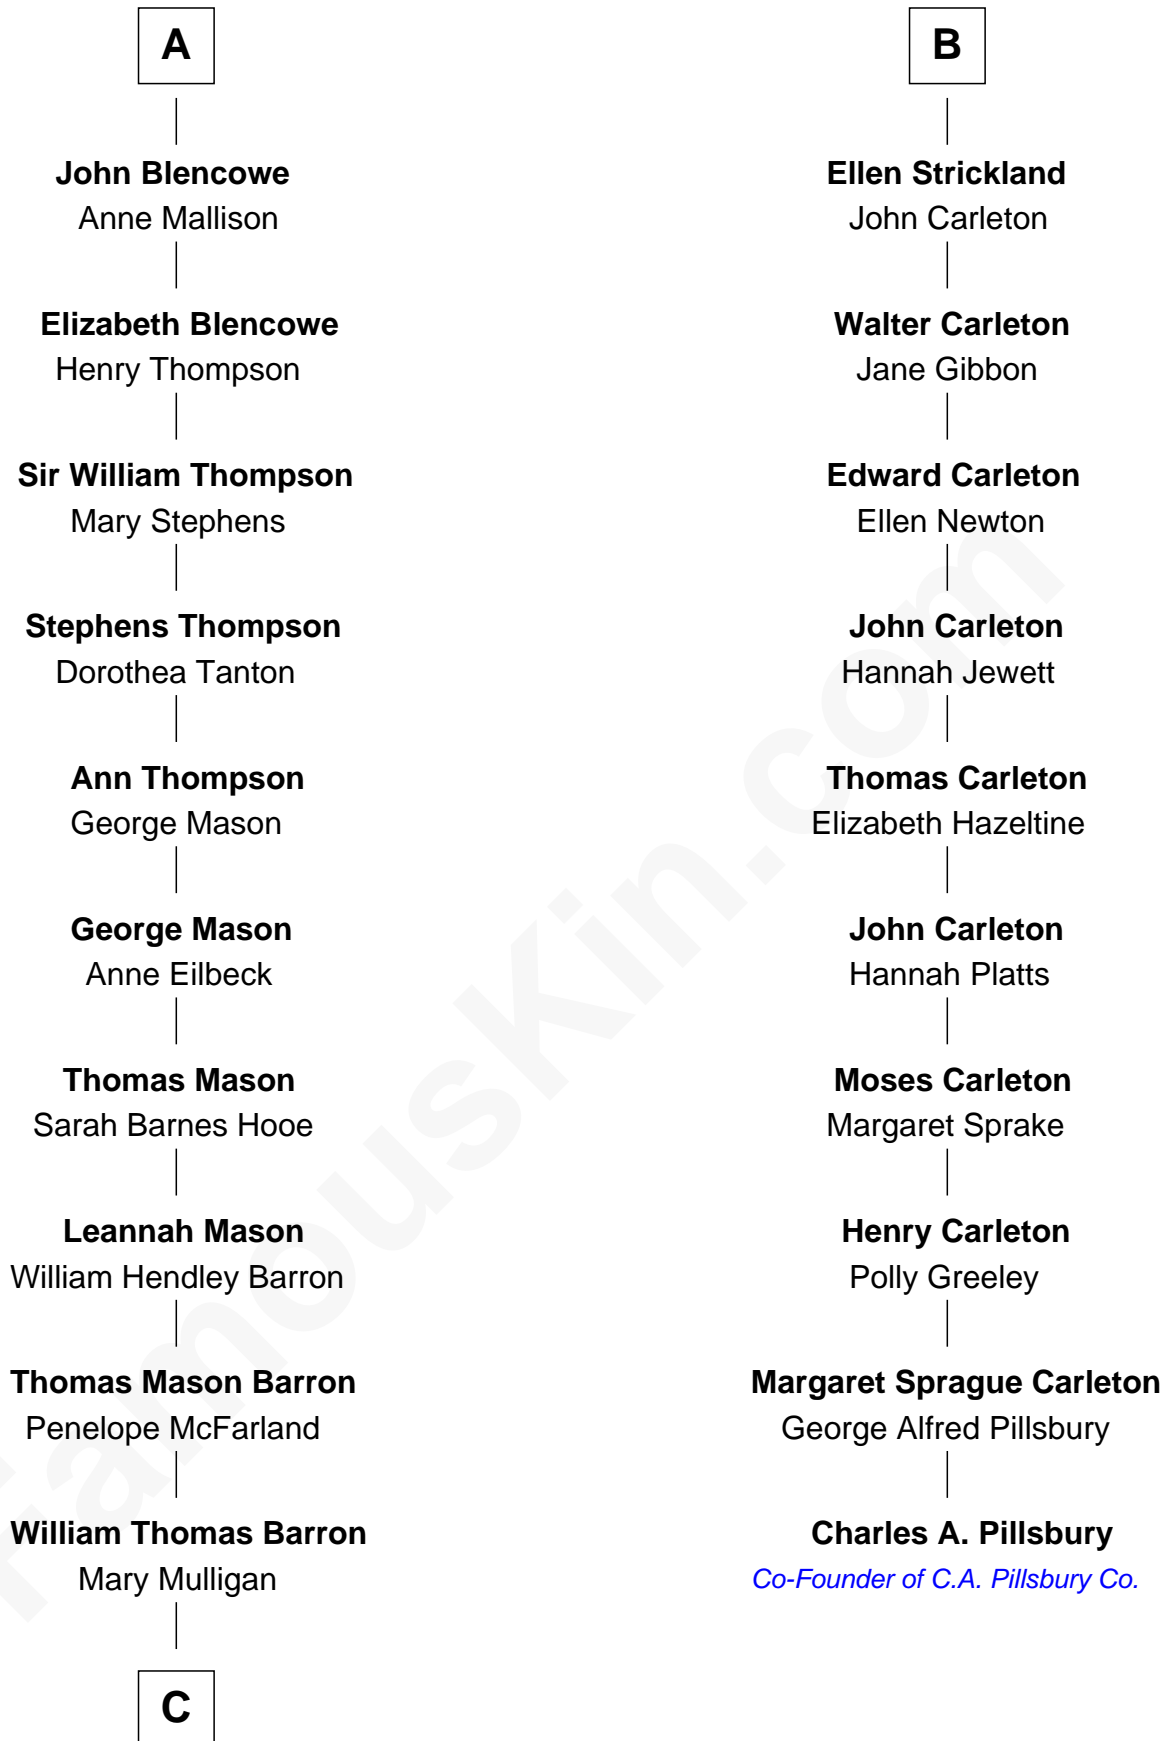 A
John Blencowe
Anne Mallison
Elizabeth Blencowe
Henry Thompson
Sir William Thompson
Mary Stephens
Stephens Thompson
Dorothea Tanton
Ann Thompson
George Mason
George Mason
Anne Eilbeck
Thomas Mason
Sarah Barnes Hooe
Leannah Mason
William Hendley Barron
Thomas Mason Barron
Penelope McFarland
William Thomas Barron
Mary Mulligan
C
B
Ellen Strickland
John Carleton
Walter Carleton
Jane Gibbon
Edward Carleton
Ellen Newton
John Carleton
Hannah Jewett
Thomas Carleton
Elizabeth Hazeltine
John Carleton
Hannah Platts
Moses Carleton
Margaret Sprake
Henry Carleton
Polly Greeley
Margaret Sprague Carleton
George Alfred Pillsbury
Charles A. Pillsbury
Co-Founder of C.A. Pillsbury Co.
FamousKin.com